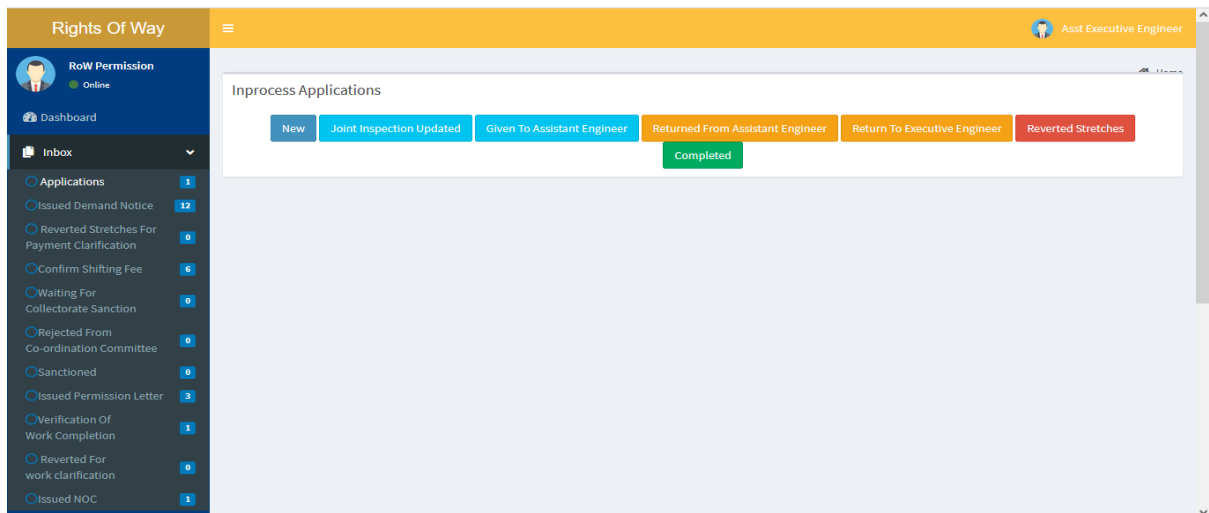 Rights Of Way
Asst Executive Engineer
RoW Permission
Online
Home
Inprocess Applications
Dashboard
New
Joint Inspection Updated
Given To Assistant Engineer
Returned From Assistant Engineer
Return To Executive Engineer
Reverted Stretches
Completed
Inbox
Applications 1
Issued Demand Notice 12
Reverted Stretches For
Payment Clarification 0
Confirm Shifting Fee 6
Waiting For
Collectorate Sanction 0
Rejected From
Co-ordination Committee 0
Sanctioned 0
Issued Permission Letter 3
Verification Of
Work Completion 1
Reverted For
work clarification 0
Issued NOC 1